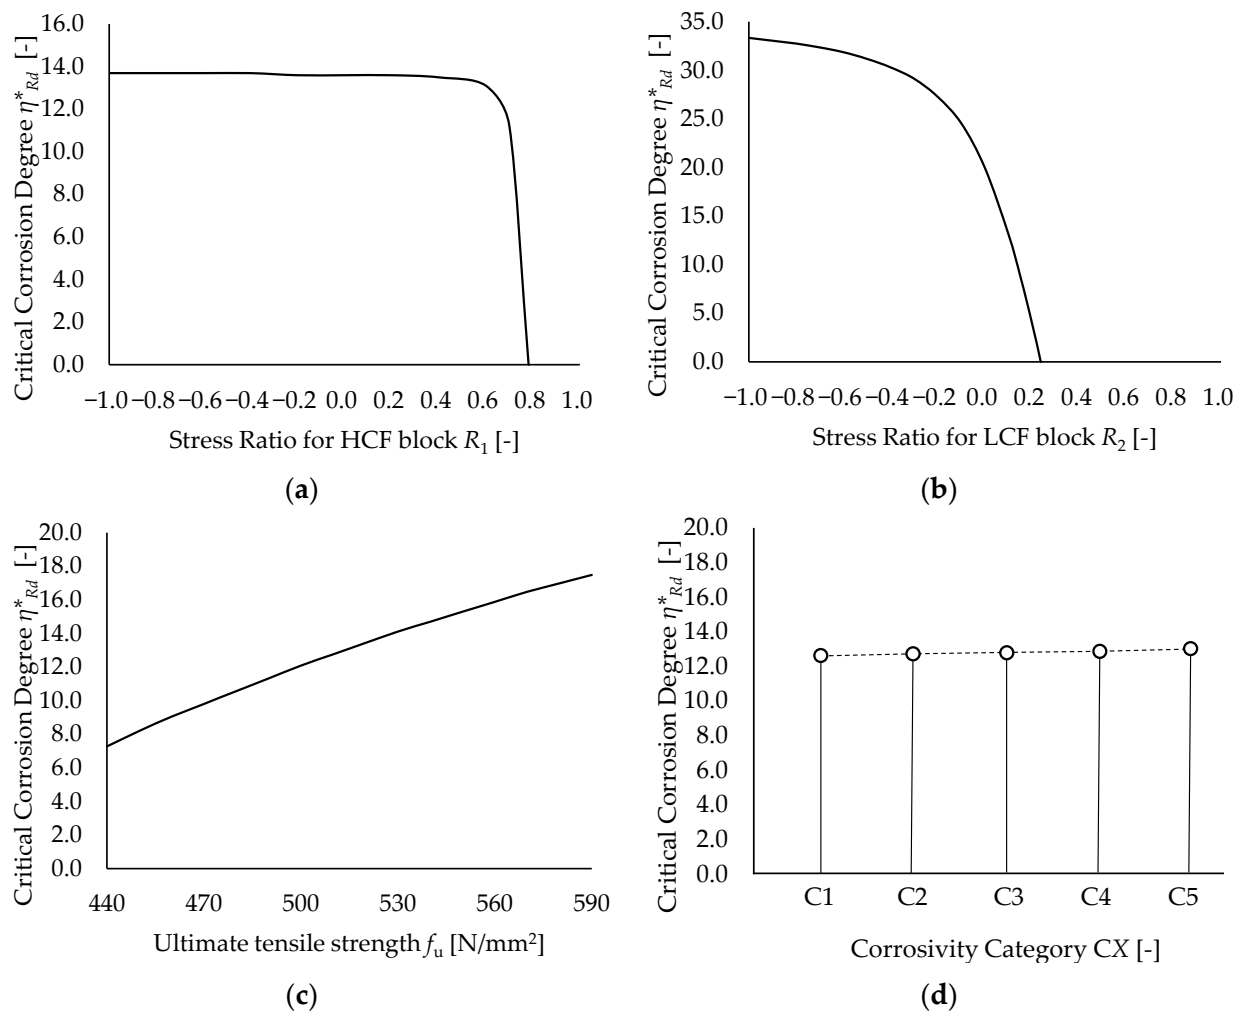 Critical Corrosion Degree η*Rd [-]
16.0
14.0
12.0
10.0
8.0
6.0
4.0
2.0
0.0
−1.0 −0.8 −0.6 −0.4 −0.2 0.0 0.2 0.4 0.6 0.8 1.0
Stress Ratio for HCF block R1 [-]
(a)
Critical Corrosion Degree η*Rd [-]
35.0
30.0
25.0
20.0
15.0
10.0
5.0
0.0
−1.0 −0.8 −0.6 −0.4 −0.2 0.0 0.2 0.4 0.6 0.8 1.0
Stress Ratio for LCF block R2 [-]
(b)
Critical Corrosion Degree η*Rd [-]
20.0
18.0
16.0
14.0
12.0
10.0
8.0
6.0
4.0
2.0
0.0
440 470 500 530 560 590
Ultimate tensile strength fu [N/mm²]
(c)
Critical Corrosion Degree η*Rd [-]
20.0
18.0
16.0
14.0
12.0
10.0
8.0
6.0
4.0
2.0
0.0
C1 C2 C3 C4 C5
Corrosivity Category CX [-]
(d)